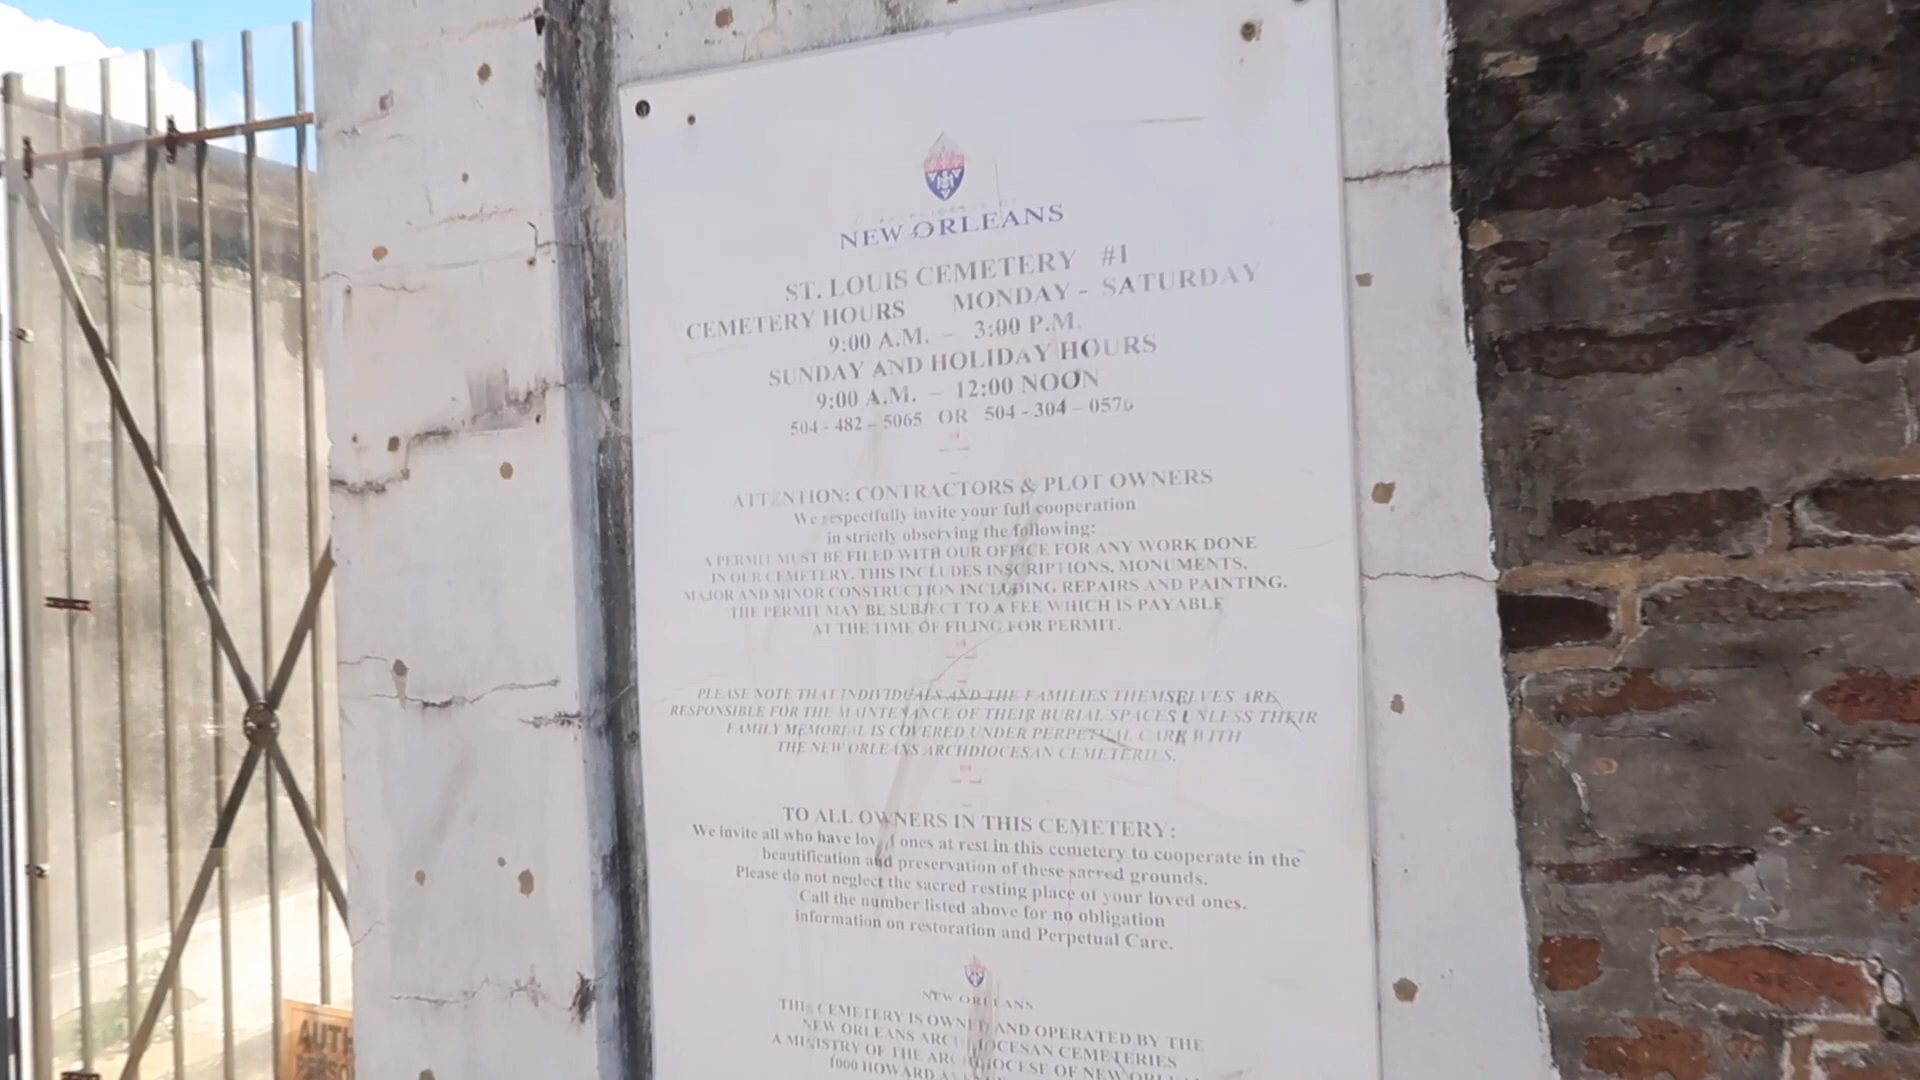 NEW ORLEANS
ST. LOUIS CEMETERY #1
CEMETERY HOURS MONDAY - SATURDAY
9:00 A.M. – 3:00 P.M.
SUNDAY AND HOLIDAY HOURS
9:00 A.M. – 12:00 NOON
504 - 482 – 5065 OR 504 - 304 – 0576
ATTENTION: CONTRACTORS & PLOT OWNERS
We respectfully invite your full cooperation
in strictly observing the following:
A PERMIT MUST BE FILED WITH OUR OFFICE FOR ANY WORK DONE
IN OUR CEMETERY. THIS INCLUDES INSCRIPTIONS, MONUMENTS,
MAJOR AND MINOR CONSTRUCTION INCLUDING REPAIRS AND PAINTING.
THE PERMIT MAY BE SUBJECT TO A FEE WHICH IS PAYABLE
AT THE TIME OF FILING FOR PERMIT.
PLEASE NOTE THAT INDIVIDUALS AND THE FAMILIES THEMSELVES ARE
RESPONSIBLE FOR THE MAINTENANCE OF THEIR BURIAL SPACES UNLESS THEIR
FAMILY MEMORIAL IS COVERED UNDER PERPETUAL CARE WITH
THE NEW ORLEANS ARCHDIOCESAN CEMETERIES.
TO ALL OWNERS IN THIS CEMETERY:
We invite all who have loved ones at rest in this cemetery to cooperate in the
beautification and preservation of these sacred grounds.
Please do not neglect the sacred resting place of your loved ones.
Call the number listed above for no obligation
information on restoration and Perpetual Care.
NEW ORLEANS
THIS CEMETERY IS OWNED AND OPERATED BY THE
NEW ORLEANS ARCHDIOCESAN CEMETERIES
A MINISTRY OF THE ARCHDIOCESE OF NEW ORLEANS
1000 HOWARD
AUTH